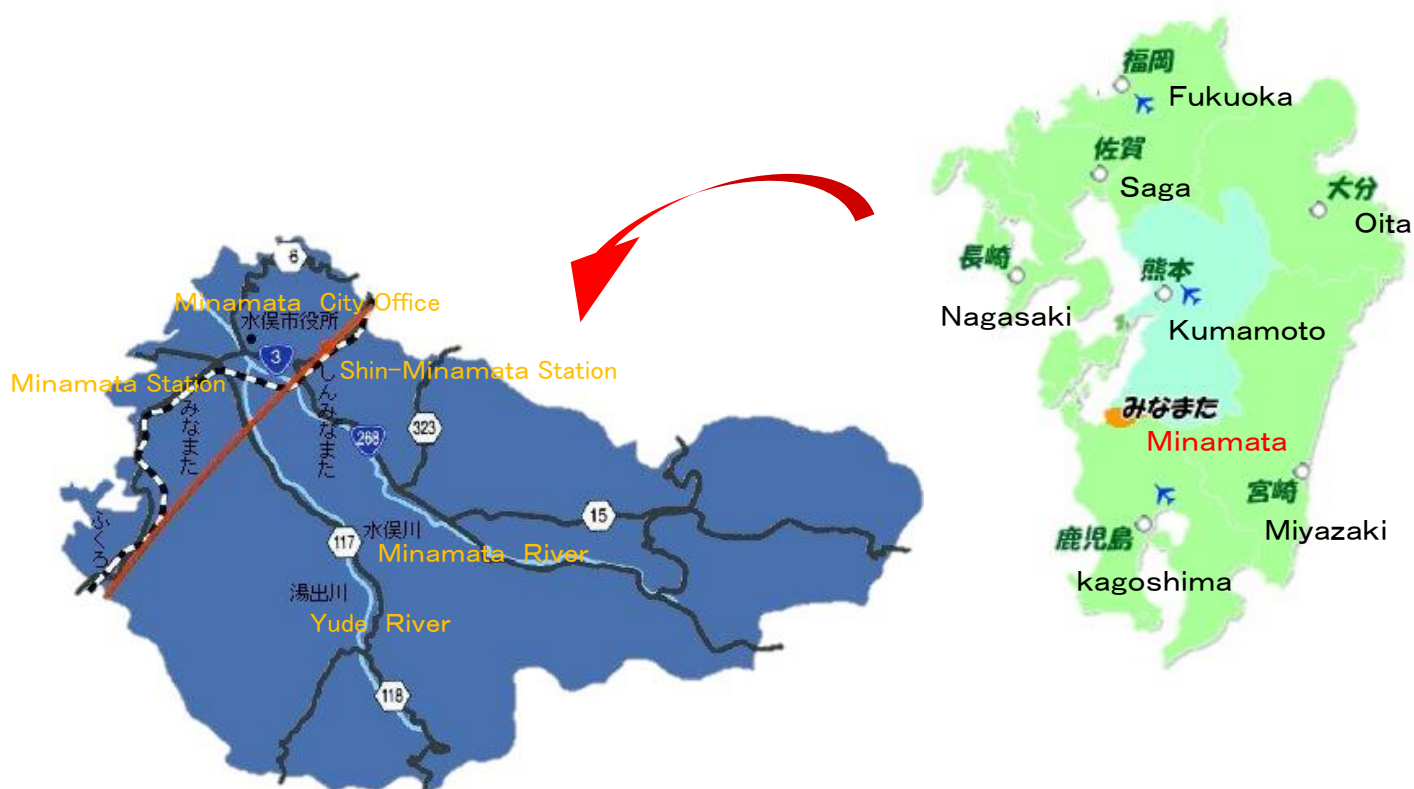 福岡
Fukuoka
佐賀
Saga
大分
Oita
長崎
Nagasaki
熊本
Kumamoto
みなまた
Minamata
宮崎
Miyazaki
鹿児島
kagoshima
6
Minamata City Office
水俣市役所
3
Minamata Station
みなまた
Shin-Minamata Station
しんみなまた
323
268
15
水俣川
Minamata River
117
湯出川
Yude River
ふくろ
118